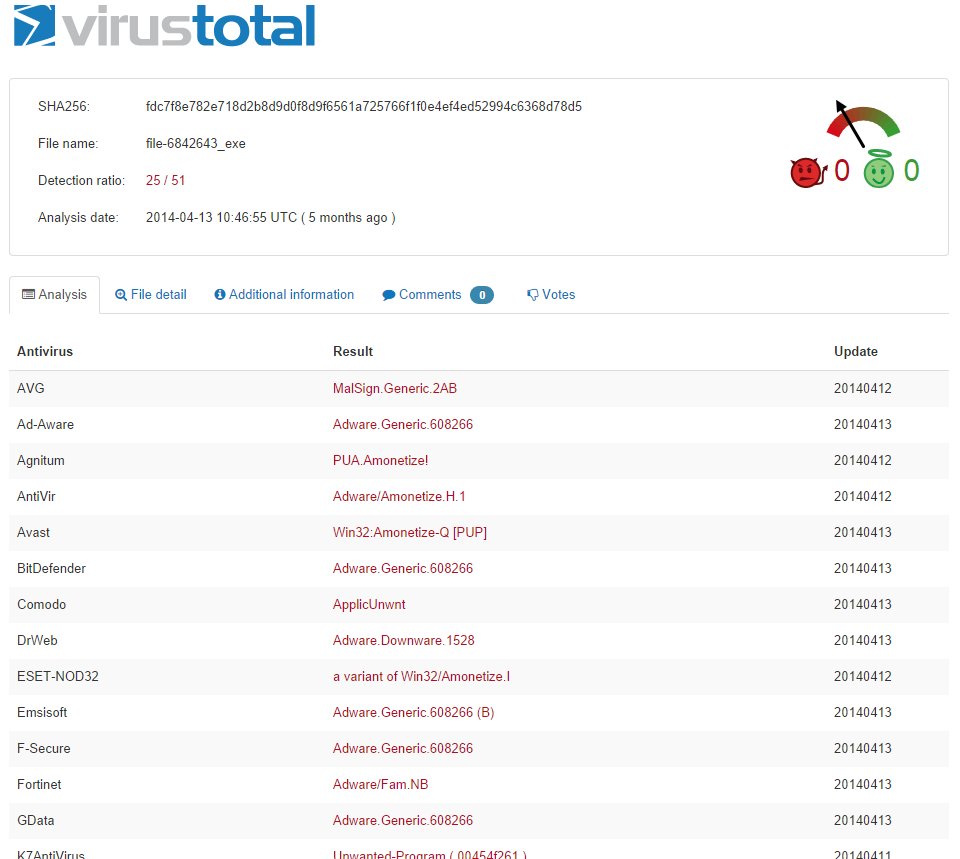 virustotal
SHA256: fdc7f8e782e718d2b8d9d0f8d9f6561a725766f1f0e4ef4ed52994c6368d78d5
File name: file-6842643_exe
Detection ratio: 25 / 51
0 0
Analysis date: 2014-04-13 10:46:55 UTC ( 5 months ago )
Analysis File detail Additional information Comments 0 Votes
Antivirus Result Update
AVG MalSign.Generic.2AB 20140412
Ad-Aware Adware.Generic.608266 20140413
Agnitum PUA.Amonetize! 20140412
AntiVir Adware/Amonetize.H.1 20140412
Avast Win32:Amonetize-Q [PUP] 20140413
BitDefender Adware.Generic.608266 20140413
Comodo ApplicUnwnt 20140413
DrWeb Adware.Downware.1528 20140413
ESET-NOD32 a variant of Win32/Amonetize.I 20140412
Emsisoft Adware.Generic.608266 (B) 20140413
F-Secure Adware.Generic.608266 20140413
Fortinet Adware/Fam.NB 20140413
GData Adware.Generic.608266 20140413
K7AntiVirus Unwanted-Program ( 00454f261 ) 20140411